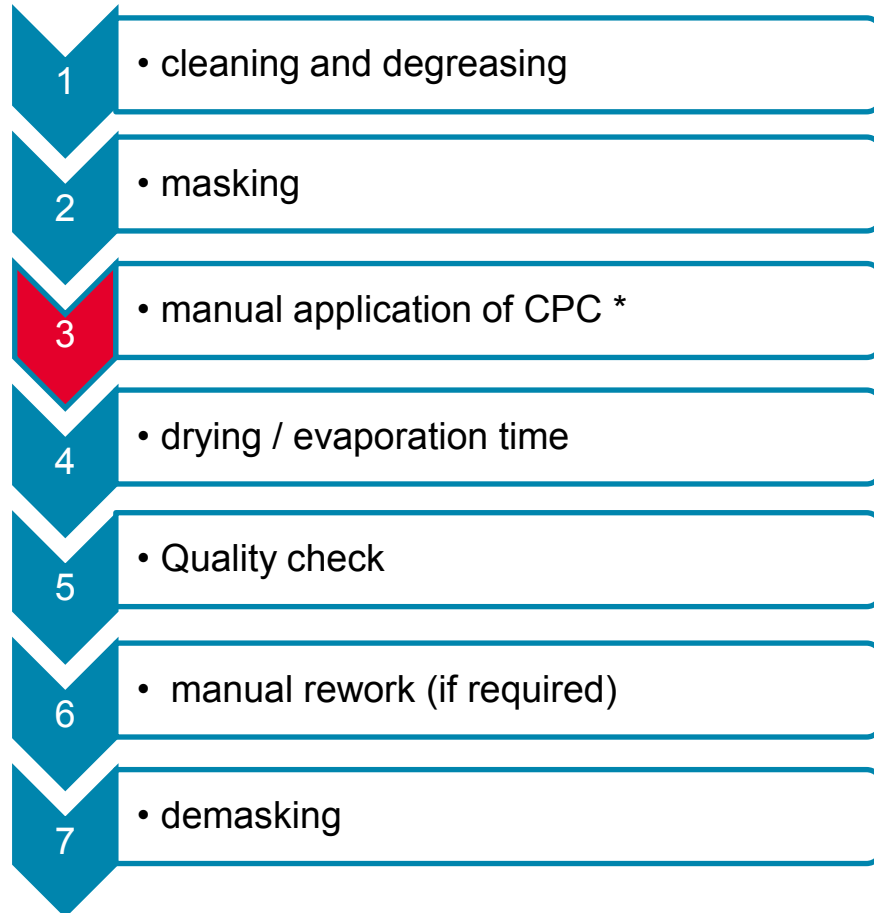 1
• cleaning and degreasing
2
• masking
3
• manual application of CPC *
4
• drying / evaporation time
5
• Quality check
6
• manual rework (if required)
7
• demasking